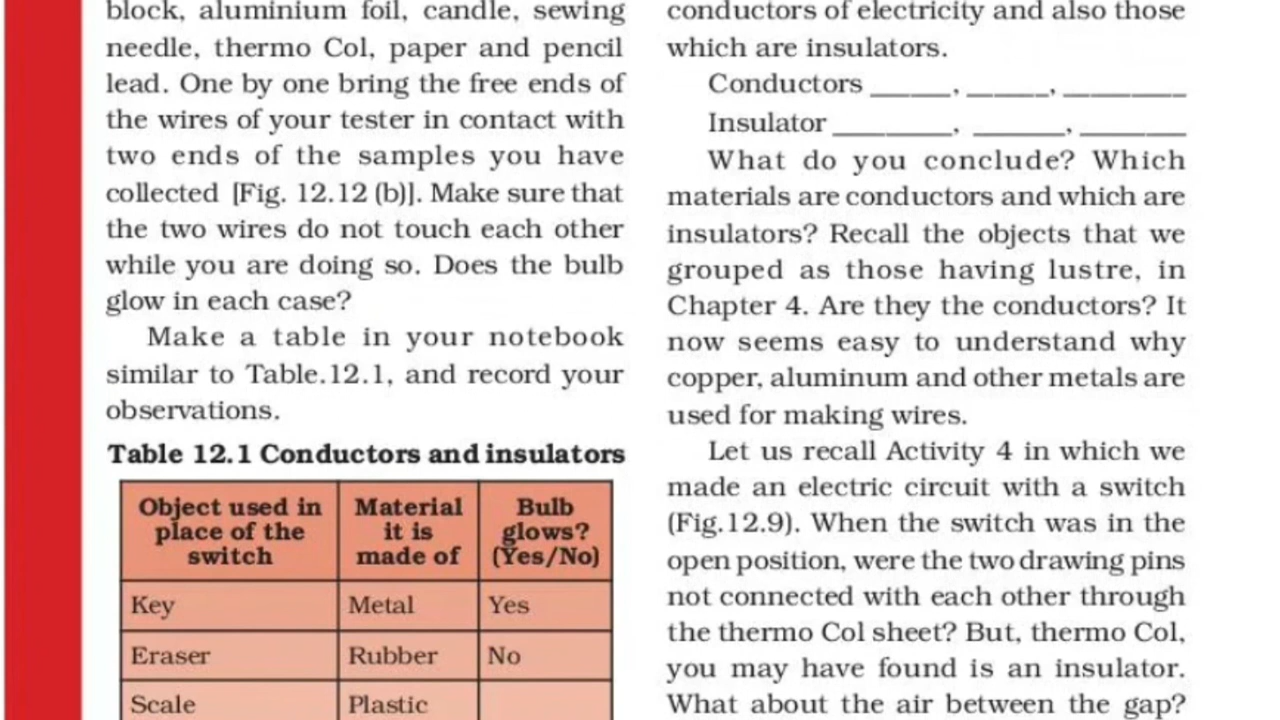 block, aluminium foil, candle, sewing
needle, thermo Col, paper and pencil
lead. One by one bring the free ends of
the wires of your tester in contact with
two ends of the samples you have
collected [Fig. 12.12 (b)]. Make sure that
the two wires do not touch each other
while you are doing so. Does the bulb
glow in each case?
Make a table in your notebook
similar to Table.12.1, and record your
observations.
Table 12.1 Conductors and insulators
Object used in place of the switch
Material it is made of
Bulb glows? (Yes/No)
Key Metal Yes
Eraser Rubber No
Scale Plastic
conductors of electricity and also those
which are insulators.
Conductors ______, ______, _________
Insulator _________, _______, ________
What do you conclude? Which
materials are conductors and which are
insulators? Recall the objects that we
grouped as those having lustre, in
Chapter 4. Are they the conductors? It
now seems easy to understand why
copper, aluminum and other metals are
used for making wires.
Let us recall Activity 4 in which we
made an electric circuit with a switch
(Fig.12.9). When the switch was in the
open position, were the two drawing pins
not connected with each other through
the thermo Col sheet? But, thermo Col,
you may have found is an insulator.
What about the air between the gap?